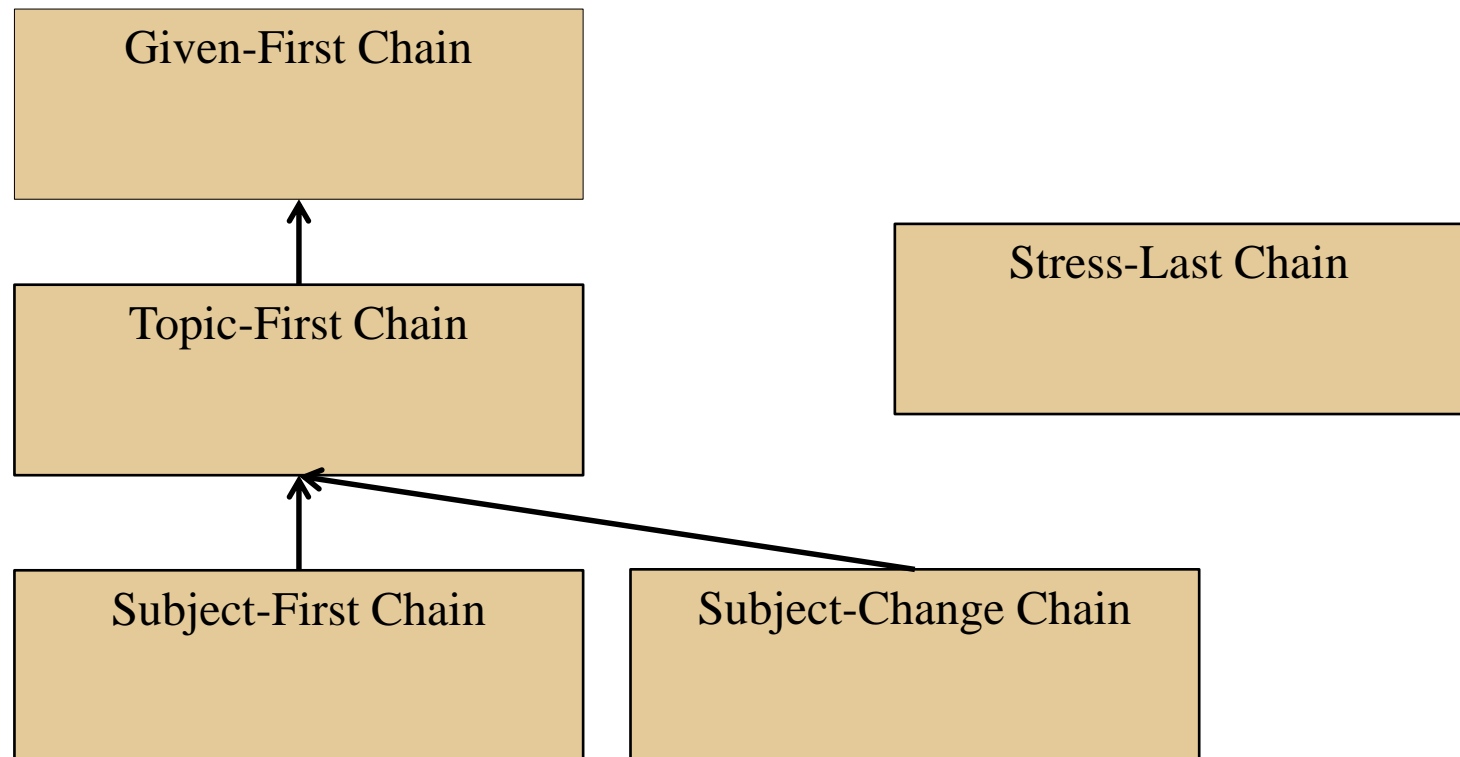 Given-First Chain
Stress-Last Chain
Topic-First Chain
Subject-First Chain
Subject-Change Chain